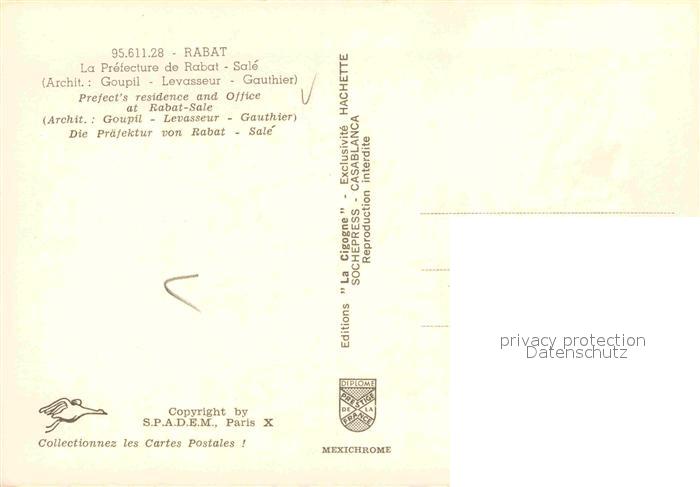 95.611.28 - RABAT
La Préfecture de Rabat - Salé
(Archit. : Goupil - Levasseur - Gauthier)
Prefect's residence and Office
at Rabat-Sale
(Archit. : Goupil - Levasseur - Gauthier)
Die Präfektur von Rabat - Salé
Editions "La Cigogne" - Exclusivité HACHETTE
SOCHEPRESS - CASABLANCA
Reproduction interdite
privacy protection
Datenschutz
DIPLOME
PRESTIGE
DE LA
FRANCE
MEXICHROME
Copyright by
S.P.A.D.E.M., Paris X
Collectionnez les Cartes Postales !